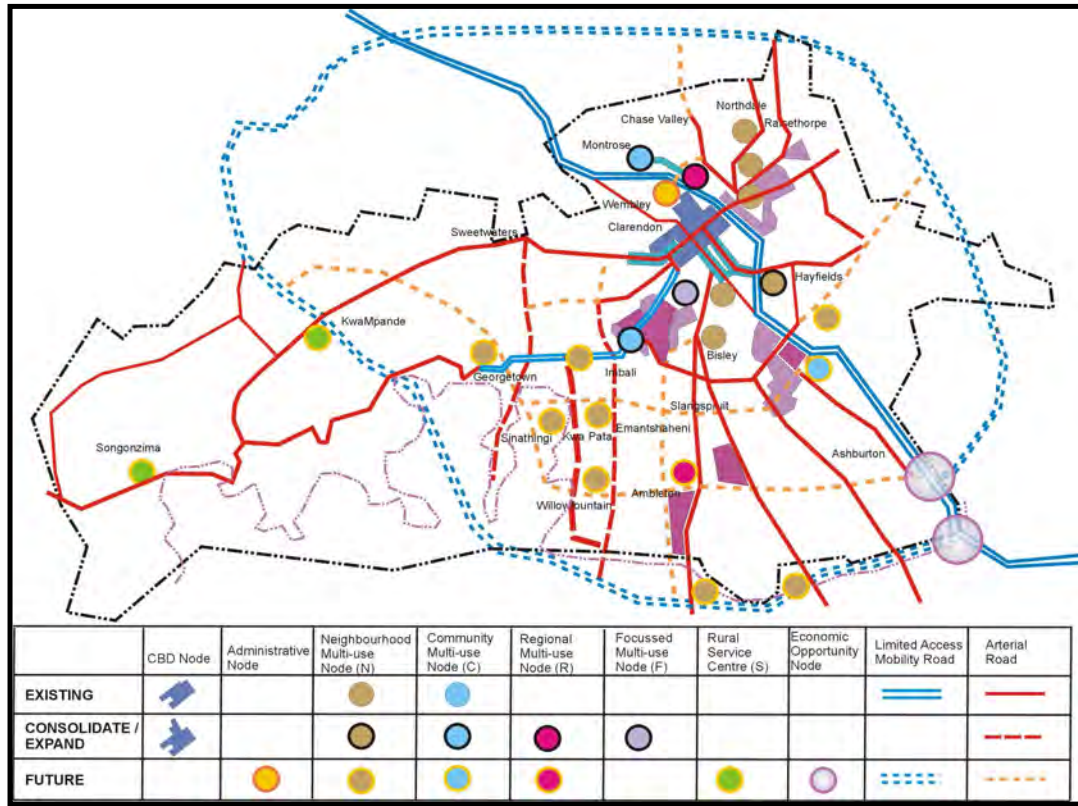 Northdale
Raisethorpe
Chase Valley
Montrose
Wembley
Clarendon
Sweetwaters
Hayfields
KwaMpande
Bisley
Georgetown
Imbali
Slangspruit
Sinathingi
Kwa Pata
Emantshaheni
Songonzima
Ashburton
Ambleton
Willowfountain
CBD Node
Administrative
Node
Neighbourhood
Multi-use
Node (N)
Community
Multi-use
Node (C)
Regional
Multi-use
Node (R)
Focussed
Multi-use
Node (F)
Rural
Service
Centre (S)
Economic
Opportunity
Node
Limited Access
Mobility Road
Arterial
Road
EXISTING
CONSOLIDATE /
EXPAND
FUTURE